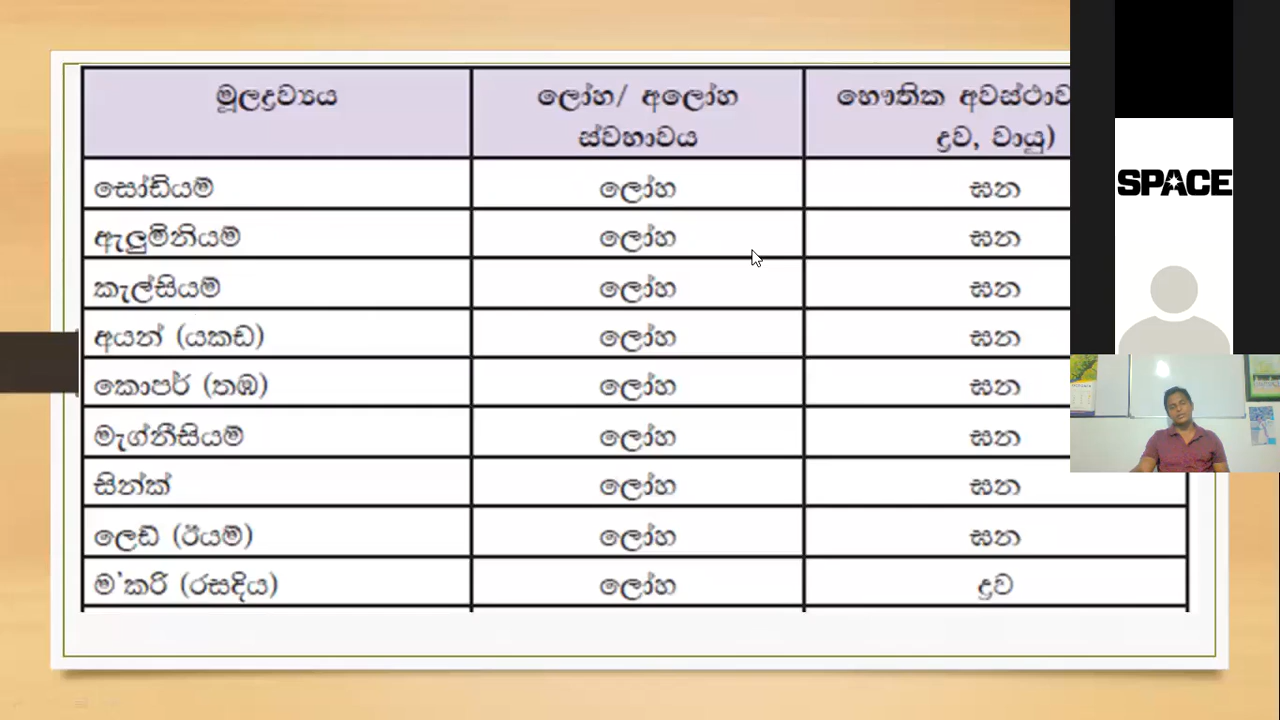 මූලද්‍රව්‍යය ලෝහ/ අලෝහ භෞතික අවස්ථාව
ස්වභාවය ද්‍රව, වායු)
සෝඩියම් ලෝහ ඝන
ඇලුමිනියම් ලෝහ ඝන
කැල්සියම් ලෝහ ඝන
අයන් (යකඩ) ලෝහ ඝන
කොපර් (තඹ) ලෝහ ඝන
මැග්නීසියම් ලෝහ ඝන
සින්ක් ලෝහ ඝන
ලෙඩ් (ඊයම්) ලෝහ ඝන
ම'කරි (රසදිය) ලෝහ ද්‍රව
SPACE